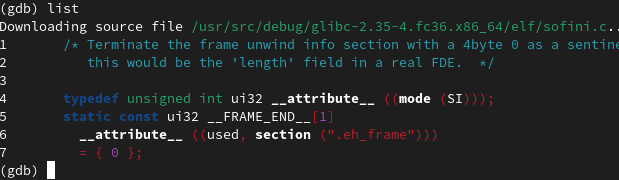 (gdb) list
Downloading source file /usr/src/debug/glibc-2.35-4.fc36.x86_64/elf/sofini.c..
1 /* Terminate the frame unwind info section with a 4byte 0 as a sentine
2 this would be the 'length' field in a real FDE. */
3
4 typedef unsigned int ui32 __attribute__ ((mode (SI)));
5 static const ui32 __FRAME_END__[1]
6 __attribute__ ((used, section (".eh_frame")))
7 = { 0 };
(gdb)